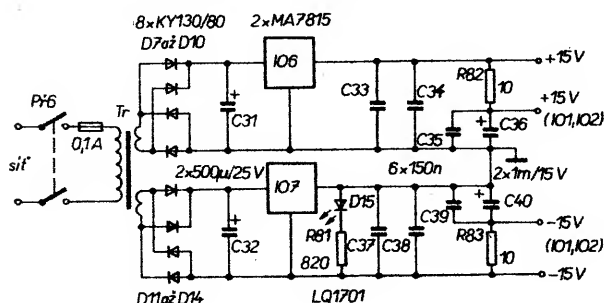 8×KY130/80
2×MA7815
D7až D10
IO6
+15V
R82
10
Př6
Tr
C31
C33
C34
+15V
(IO1,IO2)
C35
C36
0,1A
síť
2×500µ/25V
IO7
6×150n
2×1m/15V
D15
C39
C40
R81
R83
-15V
(IO1,IO2)
C32
C37
C38
820
10
D11až D14
LQ1701
-15V